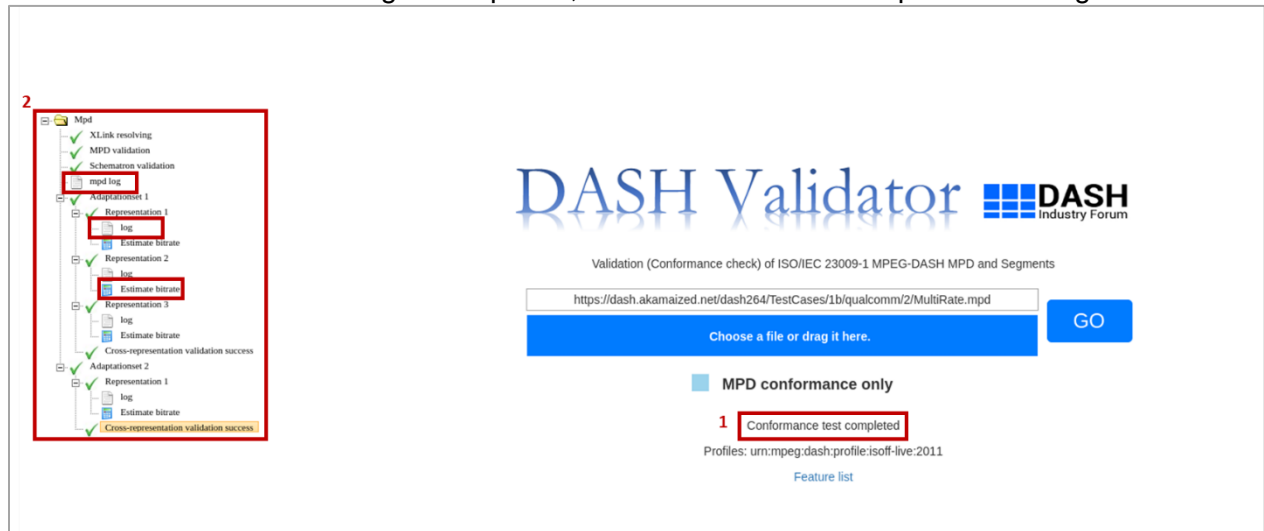 2
Mpd
XLink resolving
MPD validation
Schematron validation
mpd log
Adaptationset 1
Representation 1
log
Estimate bitrate
Representation 2
log
Estimate bitrate
Representation 3
log
Estimate bitrate
Cross-representation validation success
Adaptationset 2
Representation 1
log
Estimate bitrate
Cross-representation validation success
DASH Validator
DASH
Industry Forum
Validation (Conformance check) of ISO/IEC 23009-1 MPEG-DASH MPD and Segments
https://dash.akamaized.net/dash264/TestCases/1b/qualcomm/2/MultiRate.mpd
GO
Choose a file or drag it here.
MPD conformance only
1 Conformance test completed
Profiles: urn:mpeg:dash:profile:isoff-live:2011
Feature list